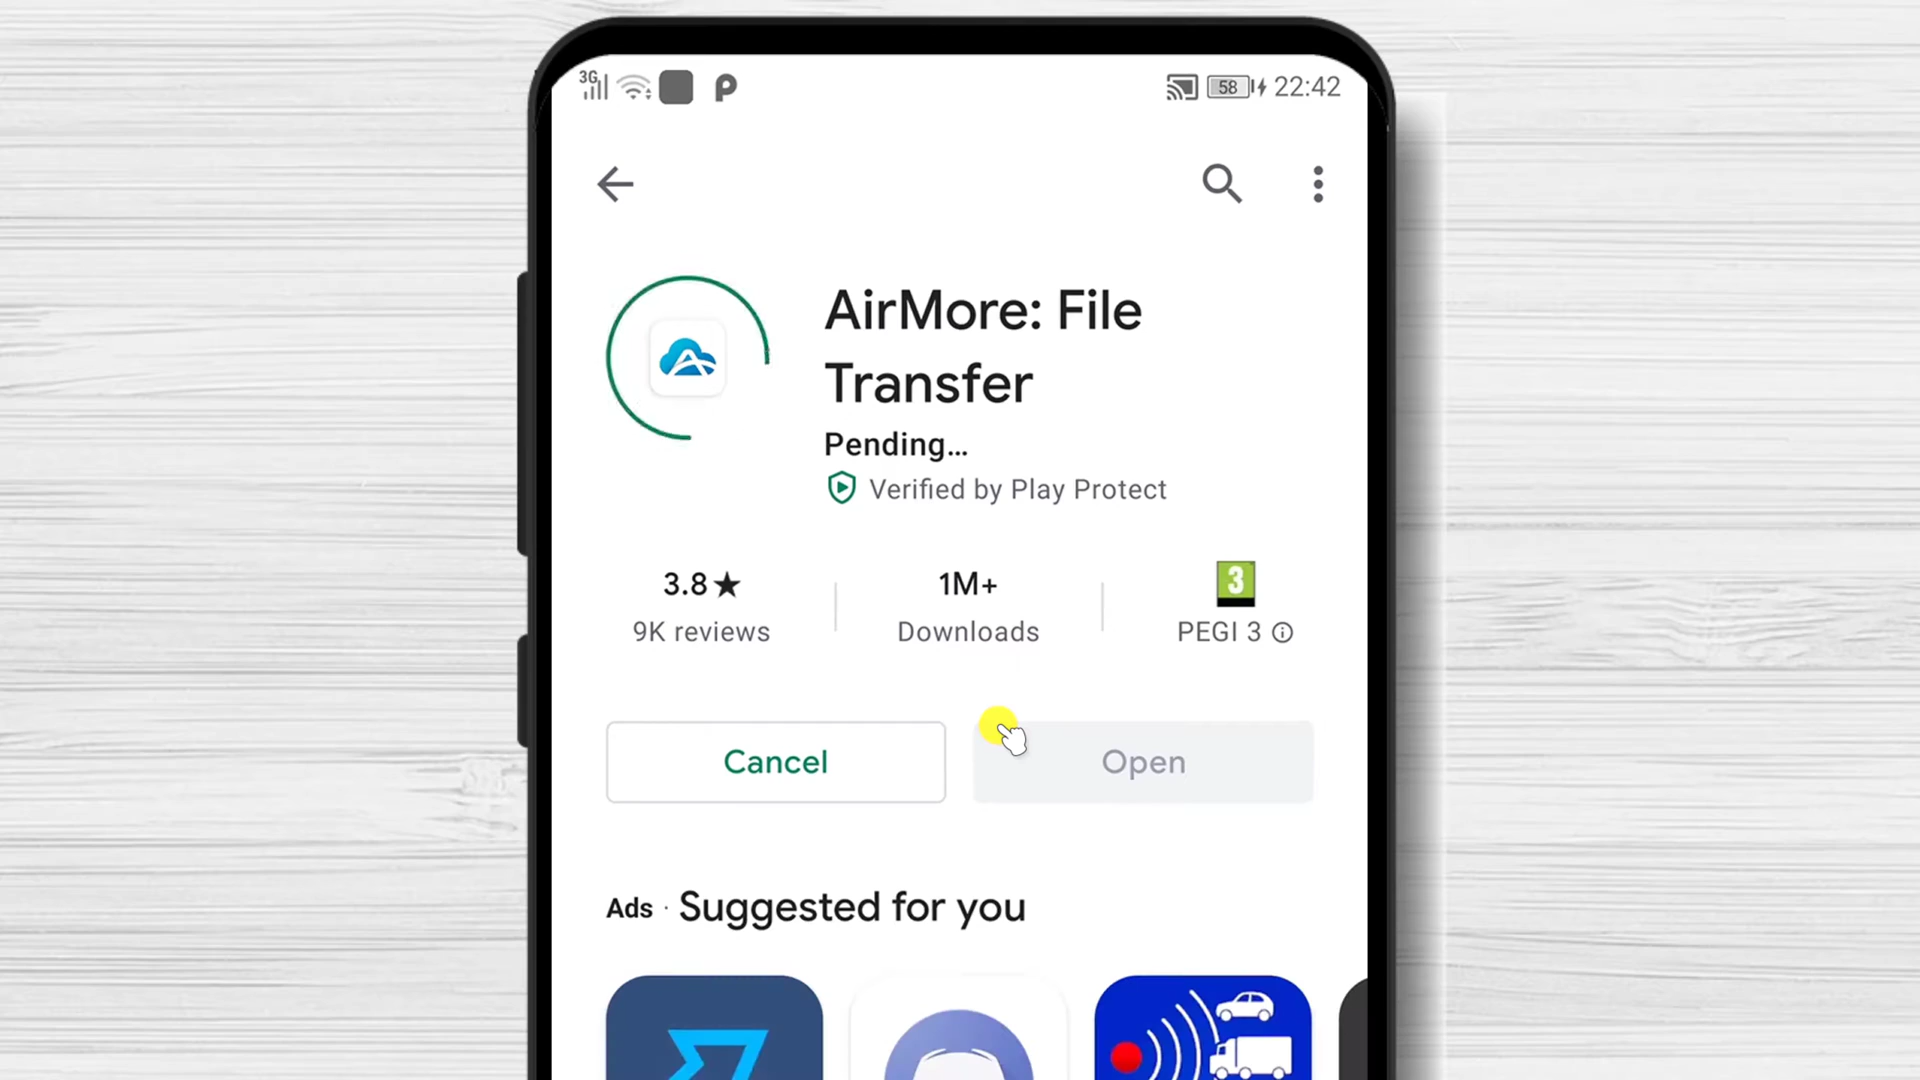 3G 58 22:42
AirMore: File
Transfer
Pending...
Verified by Play Protect
3.8★ 1M+ 3
9K reviews Downloads PEGI 3
Cancel Open
Ads · Suggested for you